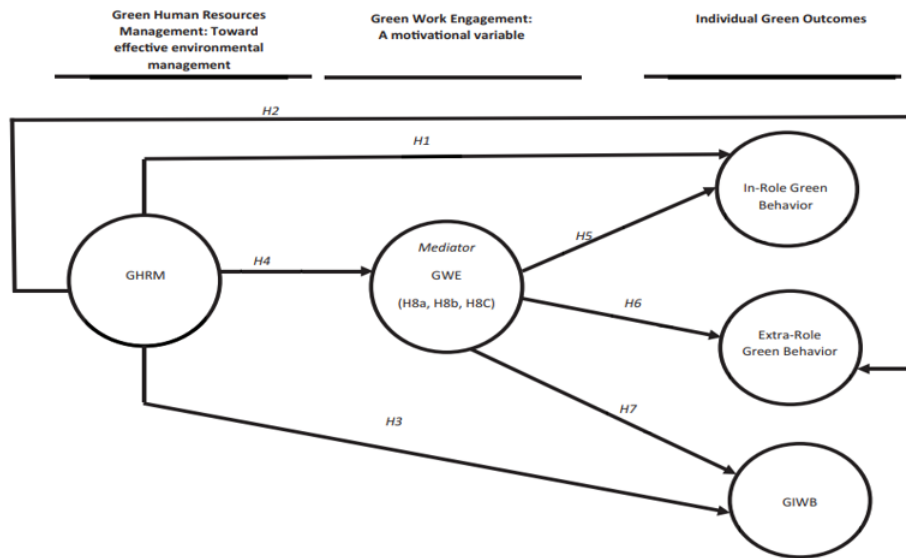 Green Human Resources
Management: Toward
effective environmental
management
Green Work Engagement:
A motivational variable
Individual Green Outcomes
H2
H1
In-Role Green
Behavior
Mediator
GWE
(H8a, H8b, H8C)
H5
GHRM
H4
H6
Extra-Role
Green Behavior
H7
H3
GIWB